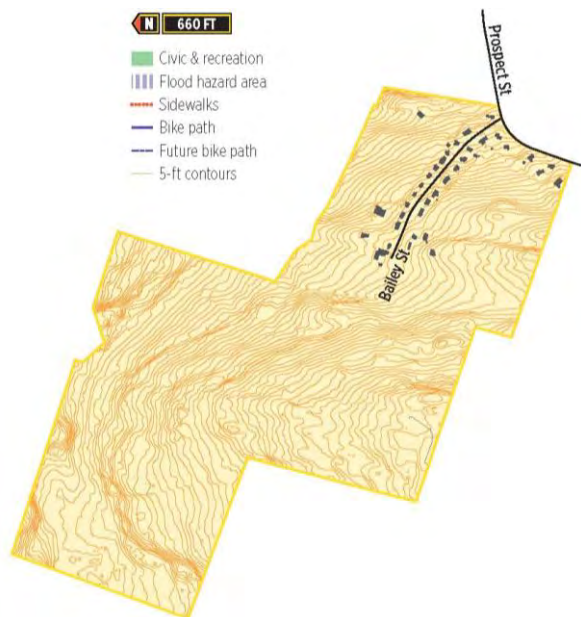 N 660 FT
Civic & recreation
Flood hazard area
Sidewalks
Bike path
Future bike path
5-ft contours
Prospect St
Bailey St